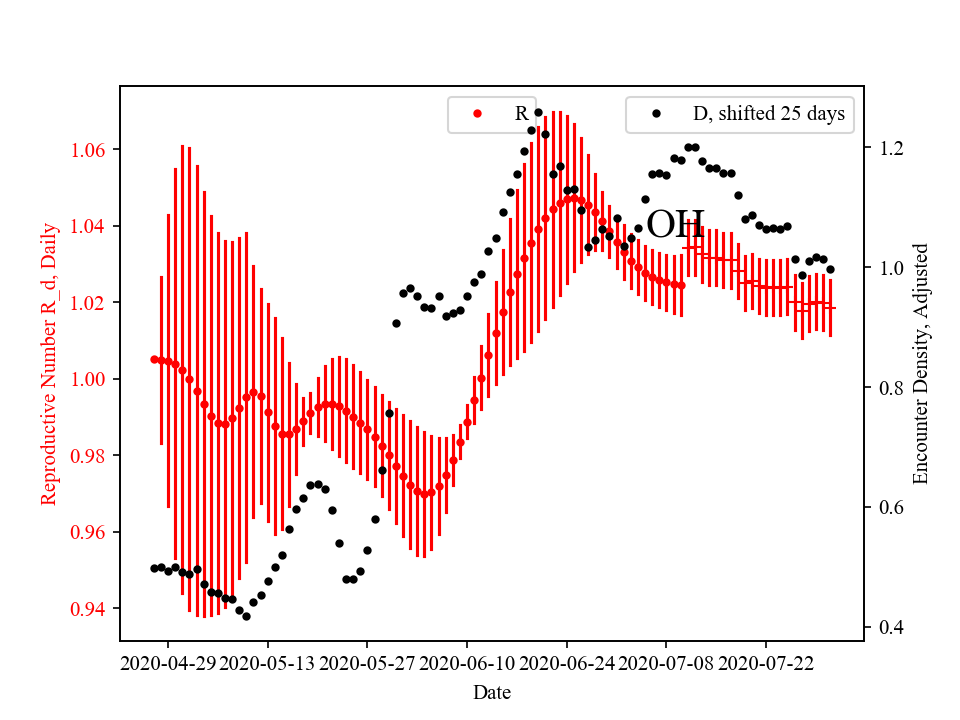 R
D, shifted 25 days
1.06
1.04
1.02
1.00
0.98
0.96
0.94
Reproductive Number R_d, Daily
OH
1.2
1.0
0.8
0.6
0.4
Encounter Density, Adjusted
2020-04-29 2020-05-13 2020-05-27 2020-06-10 2020-06-24 2020-07-08 2020-07-22
Date